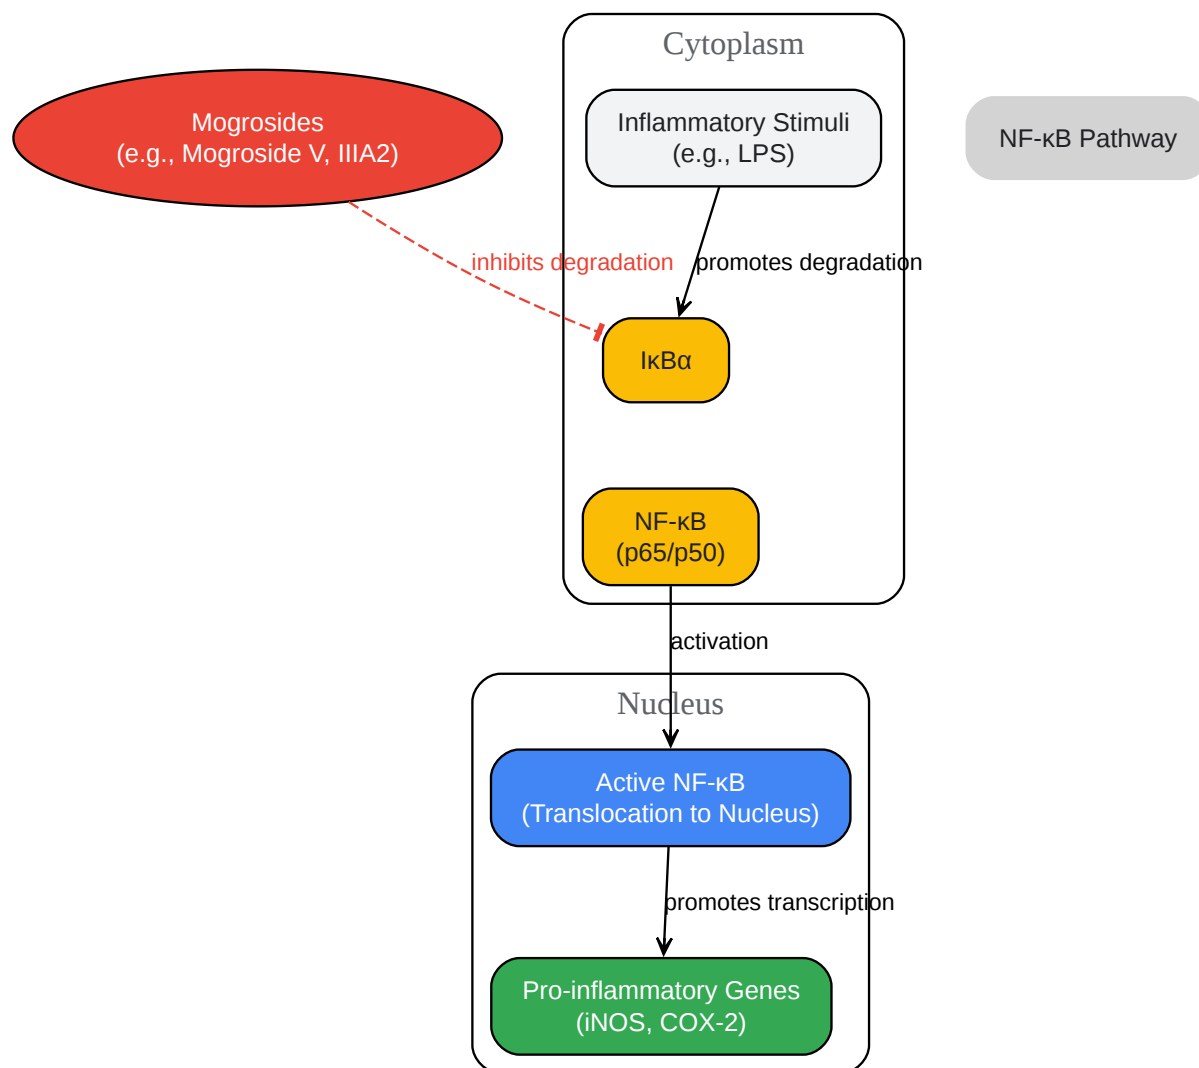 Cytoplasm
Mogrosides
(e.g., Mogroside V, IIIA2)
Inflammatory Stimuli
(e.g., LPS)
NF-κB Pathway
inhibits degradation
promotes degradation
IκBα
NF-κB
(p65/p50)
activation
Nucleus
Active NF-κB
(Translocation to Nucleus)
promotes transcription
Pro-inflammatory Genes
(iNOS, COX-2)